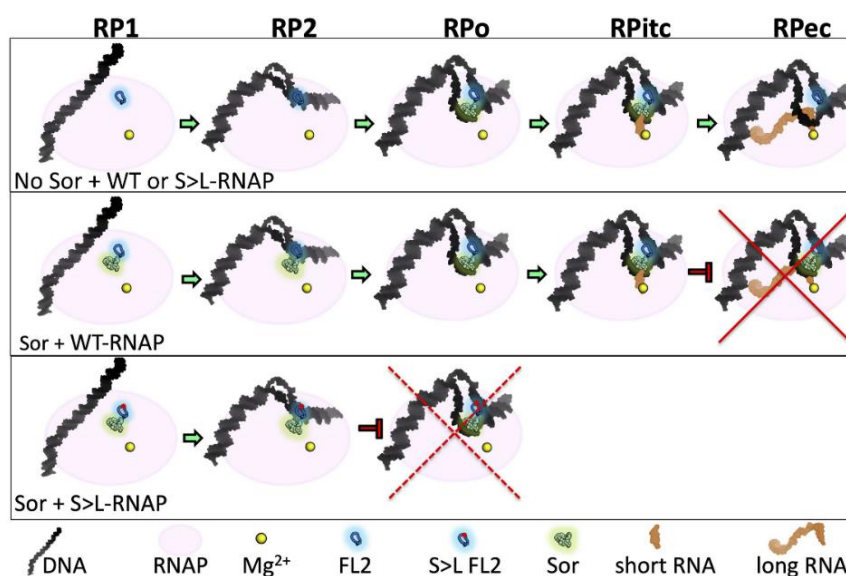 RP1 RP2 RPo RPitc RPec
No Sor + WT or S>L-RNAP
Sor + WT-RNAP
Sor + S>L-RNAP
DNA RNAP Mg²⁺ FL2 S>L FL2 Sor short RNA long RNA